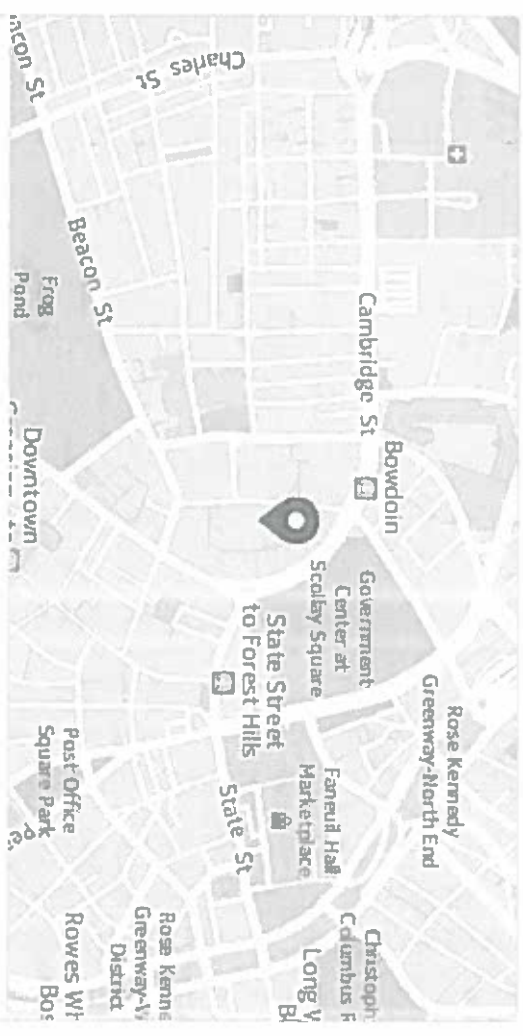 Rose Kennedy
Greenway-North End
Bowdoin
Cambridge St
Government
Center at
Scollay Square
Christoph
Columbus P
Faneuil Hall
Marketplace
Long W
State Street
to Forest Hills
Charles St
State St
Rose Kenne
Greenway-W
District
Beacon St
Frog
Pond
Post Office
Square Park
Rowes Wh
Bos
Downtown
acon St